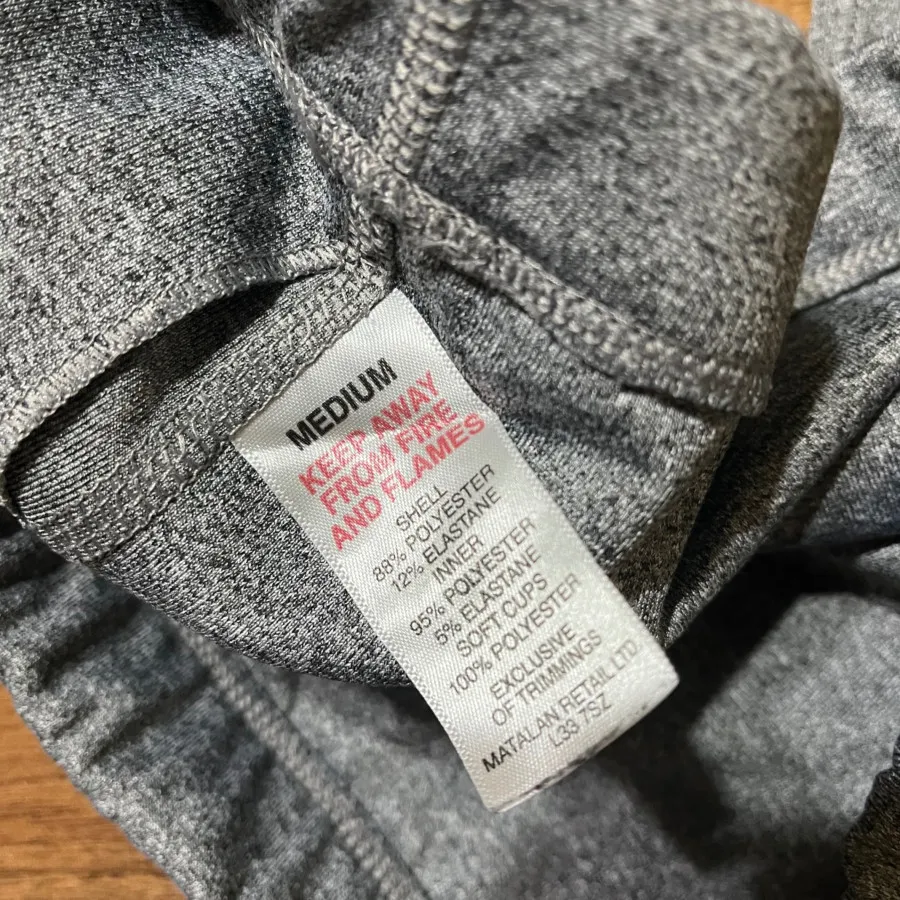 MEDIUM
KEEP AWAY
FROM FIRE
AND FLAMES
SHELL
88% POLYESTER
12% ELASTANE
INNER
95% POLYESTER
5% ELASTANE
SOFT CUPS
100% POLYESTER
EXCLUSIVE
OF TRIMMINGS
MATALAN RETAIL LTD
L33 7SZ